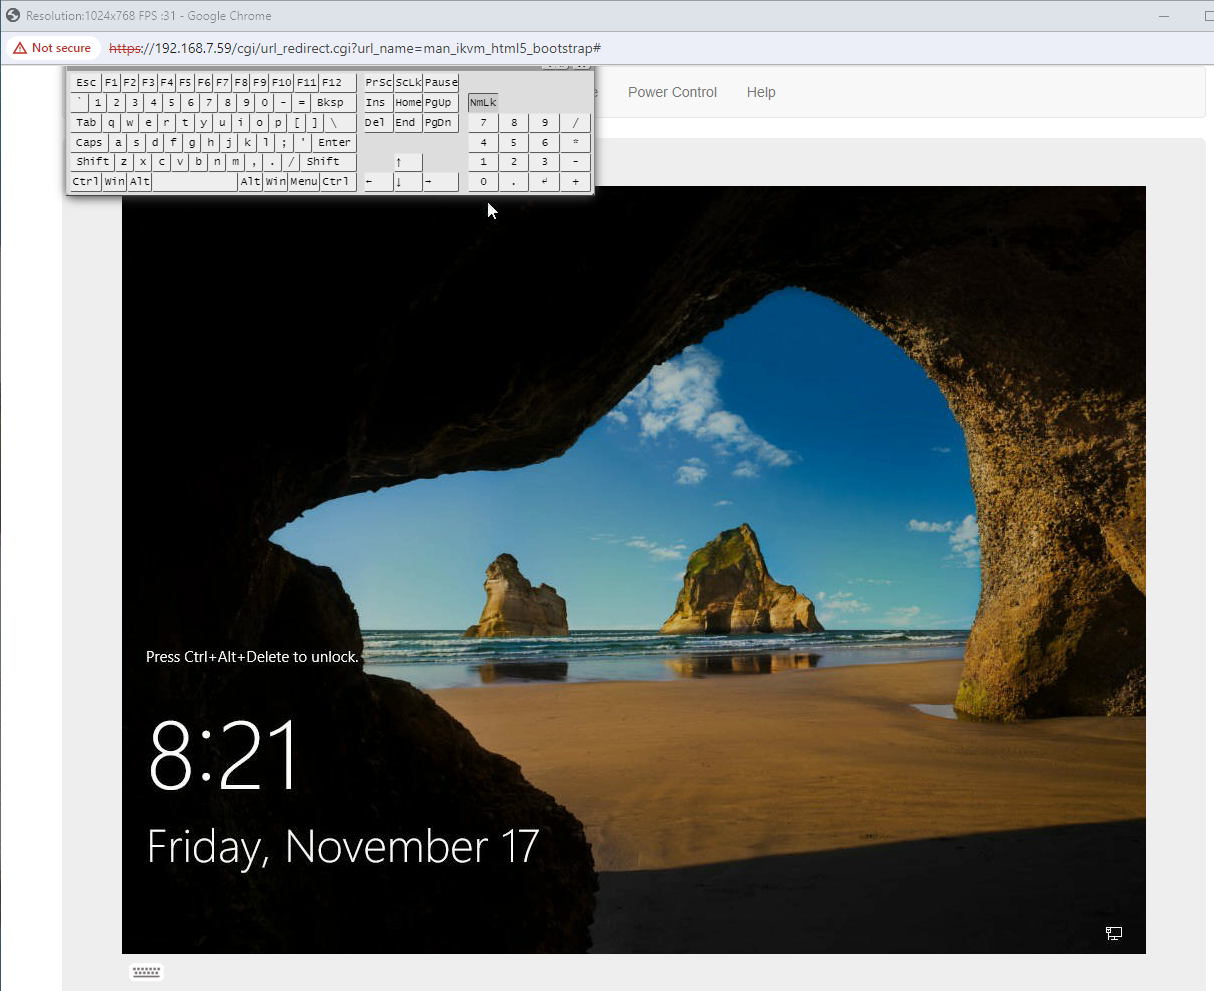 Resolution:1024x768 FPS :31 - Google Chrome
Not secure https://192.168.7.59/cgi/url_redirect.cgi?url_name=man_ikvm_html5_bootstrap#
Power Control Help
Esc F1 F2 F3 F4 F5 F6 F7 F8 F9 F10 F11 F12 PrSc ScLk Pause
` 1 2 3 4 5 6 7 8 9 0 - = Bksp Ins Home PgUp NmLk
Tab q w e r t y u i o p [ ] \ Del End PgDn 7 8 9 /
Caps a s d f g h j k l ; ' Enter 4 5 6 *
Shift z x c v b n m , . / Shift ↑ 1 2 3 -
Ctrl Win Alt Alt Win Menu Ctrl ← ↓ → 0 . ↵ +
Press Ctrl+Alt+Delete to unlock.
8:21
Friday, November 17